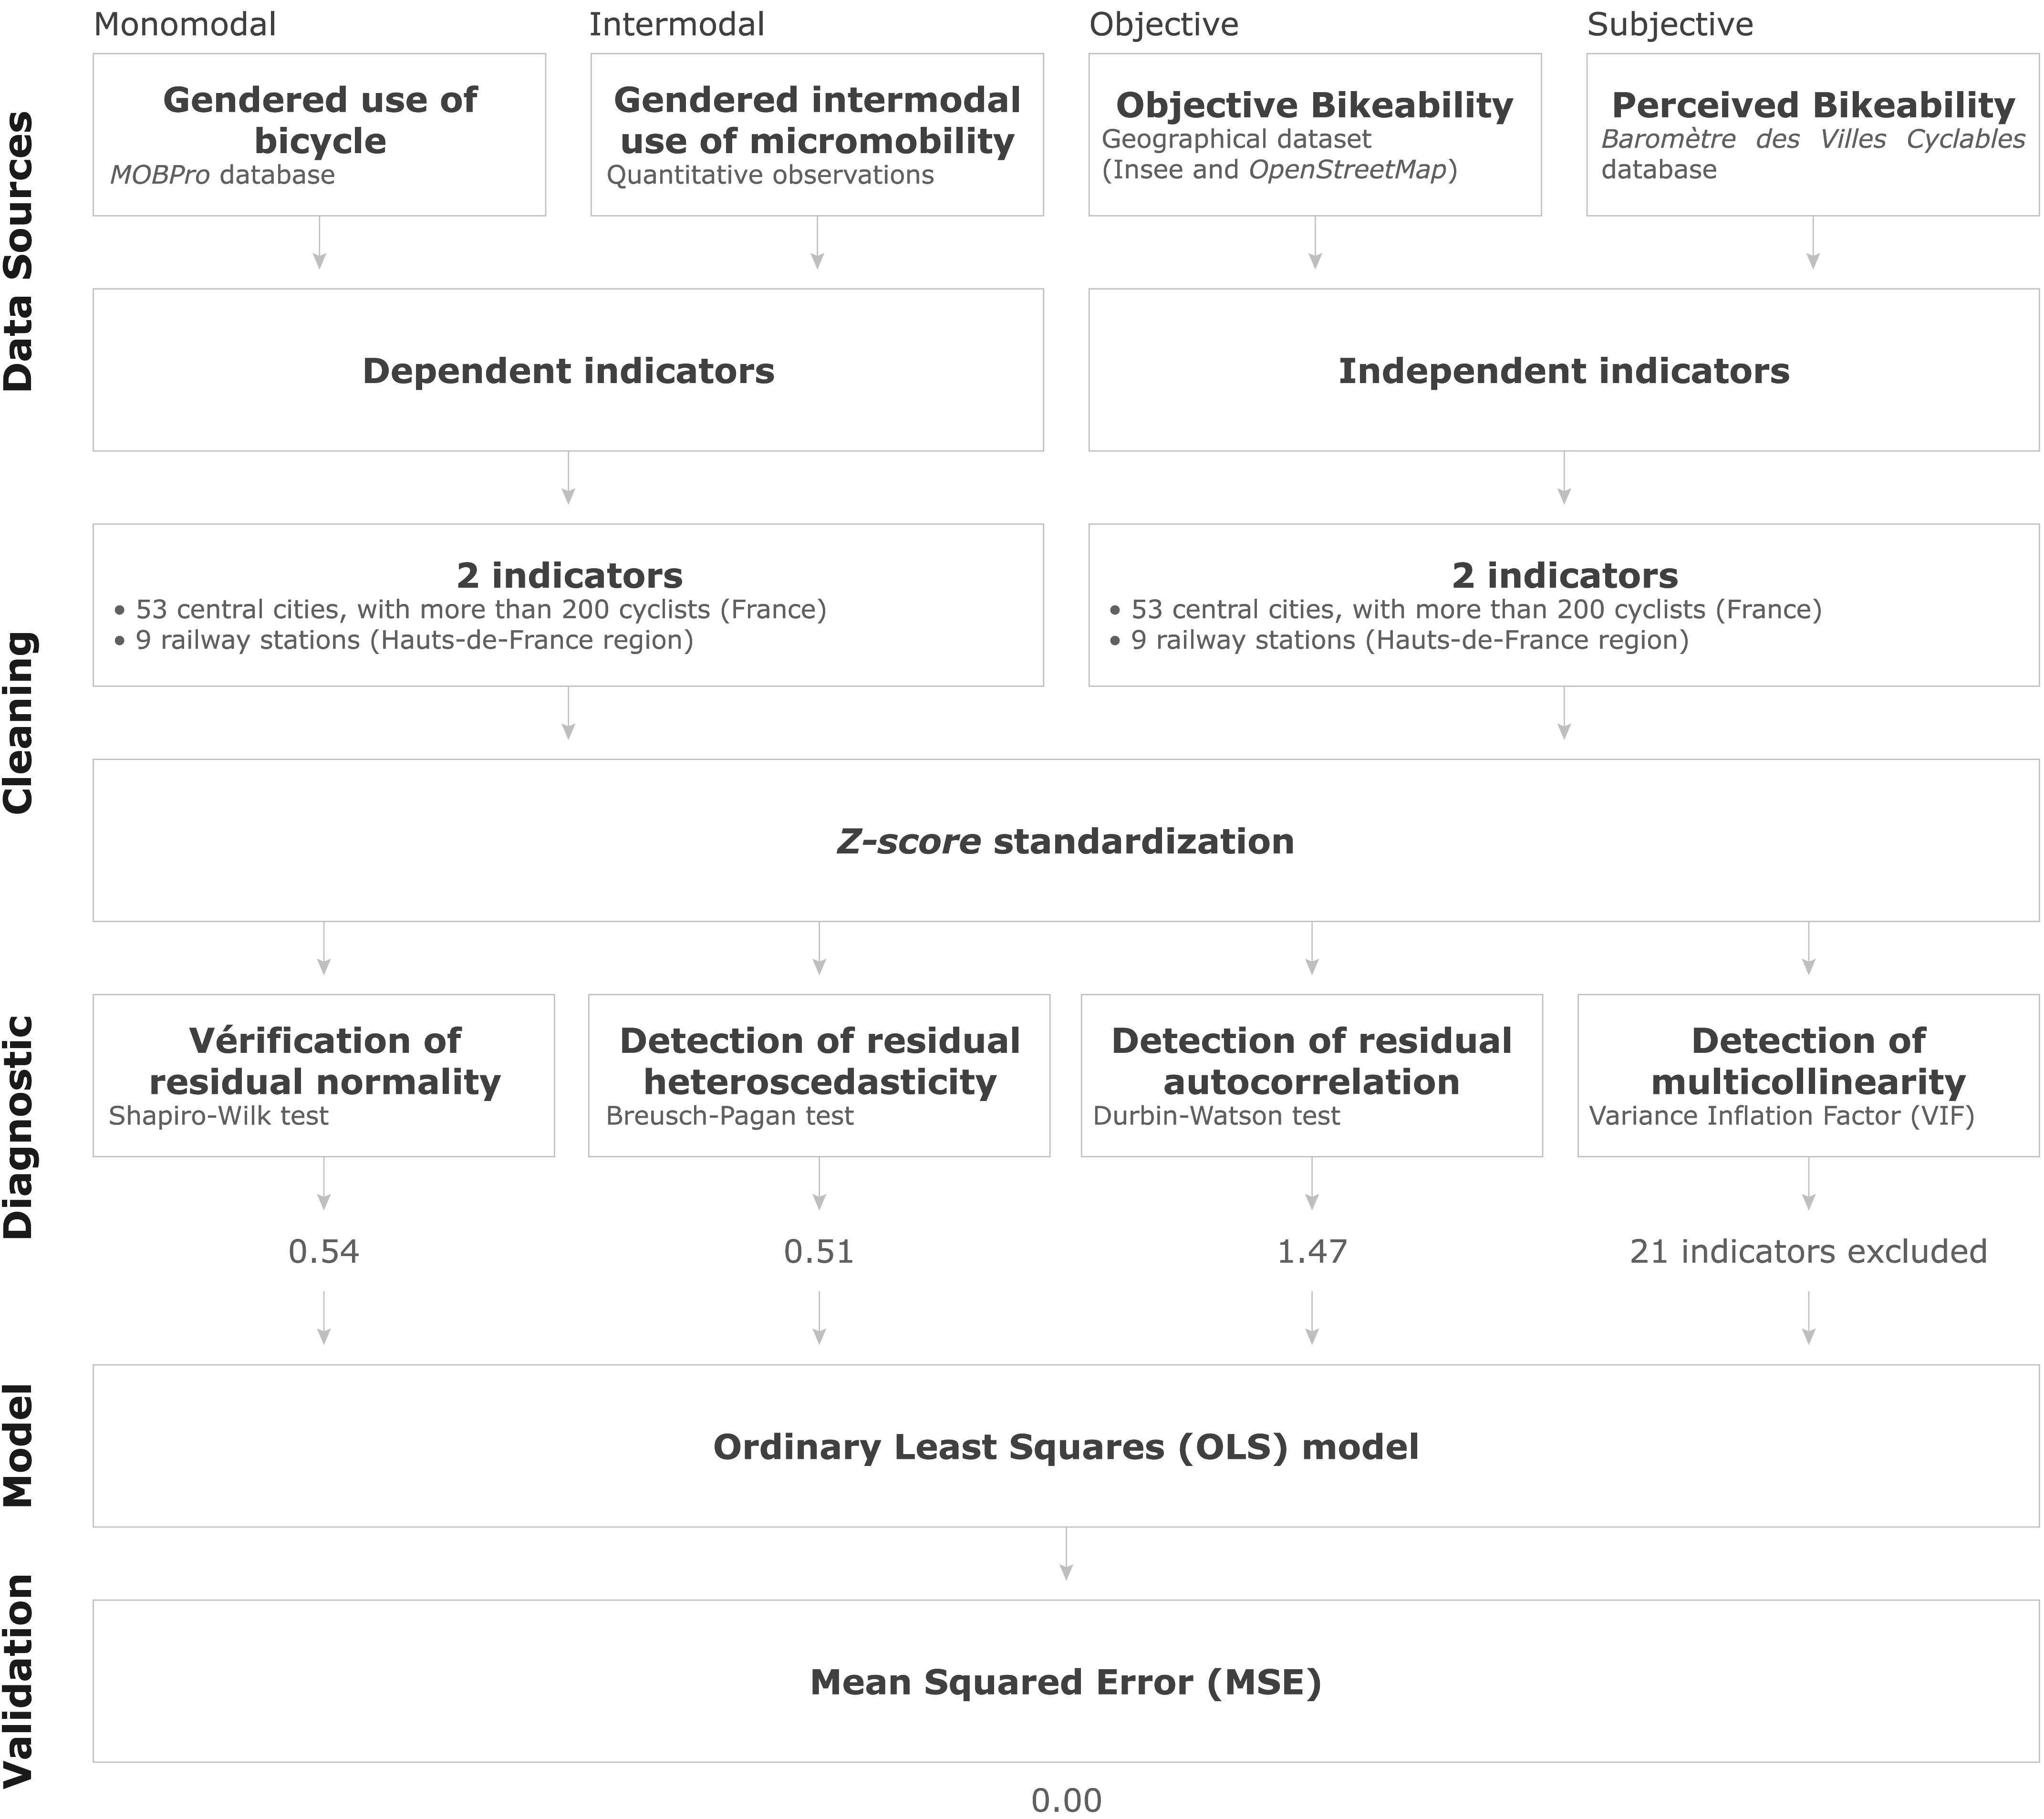 Monomodal
Intermodal
Objective
Subjective
Data Sources
Gendered use of
bicycle
MOBPro database
Gendered intermodal
use of micromobility
Quantitative observations
Objective Bikeability
Geographical dataset
(Insee and OpenStreetMap)
Perceived Bikeability
Baromètre des Villes Cyclables
database
Dependent indicators
Independent indicators
Cleaning
2 indicators
• 53 central cities, with more than 200 cyclists (France)
• 9 railway stations (Hauts-de-France region)
2 indicators
• 53 central cities, with more than 200 cyclists (France)
• 9 railway stations (Hauts-de-France region)
Z-score standardization
Diagnostic
Vérification of
residual normality
Shapiro-Wilk test
Detection of residual
heteroscedasticity
Breusch-Pagan test
Detection of residual
autocorrelation
Durbin-Watson test
Detection of
multicollinearity
Variance Inflation Factor (VIF)
0.54
0.51
1.47
21 indicators excluded
Model
Ordinary Least Squares (OLS) model
Validation
Mean Squared Error (MSE)
0.00